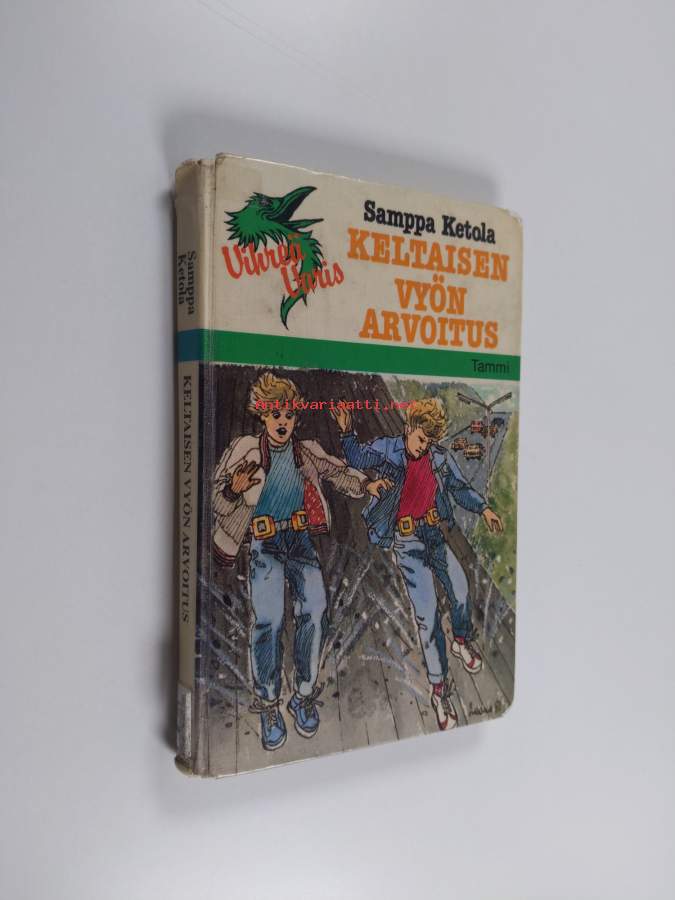 Samppa Ketola
KELTAISEN
VYÖN
ARVOITUS
Vihreä
Varis
Tammi
antikvariaatti.net
Samppa
Ketola
KELTAISEN VYÖN ARVOITUS